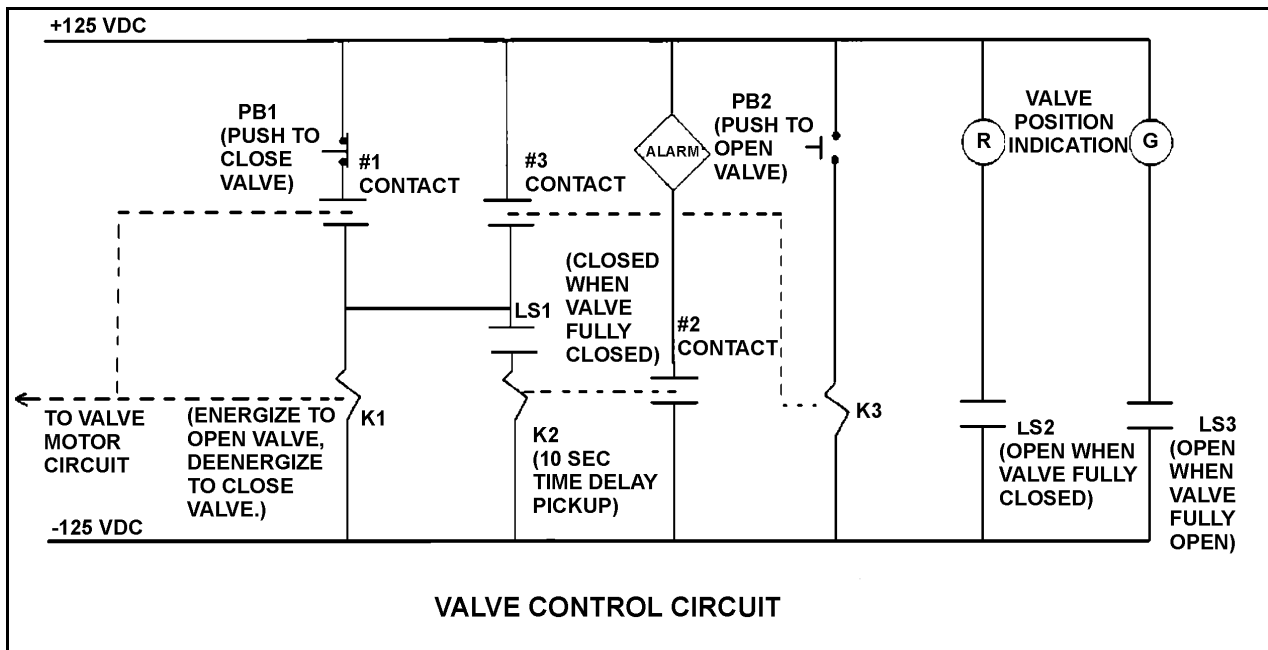 +125 VDC
PB1
(PUSH TO
CLOSE
VALVE)
#1
CONTACT
#3
CONTACT
ALARM
PB2
(PUSH TO
OPEN
VALVE)
R
VALVE
POSITION
INDICATION
G
(CLOSED
WHEN
VALVE
FULLY
CLOSED)
LS1
#2
CONTACT
TO VALVE
MOTOR
CIRCUIT
(ENERGIZE TO
OPEN VALVE,
DEENERGIZE
TO CLOSE
VALVE.)
K1
K2
(10 SEC
TIME DELAY
PICKUP)
K3
LS2
(OPEN WHEN
VALVE FULLY
CLOSED)
LS3
(OPEN
WHEN
VALVE
FULLY
OPEN)
-125 VDC
VALVE CONTROL CIRCUIT